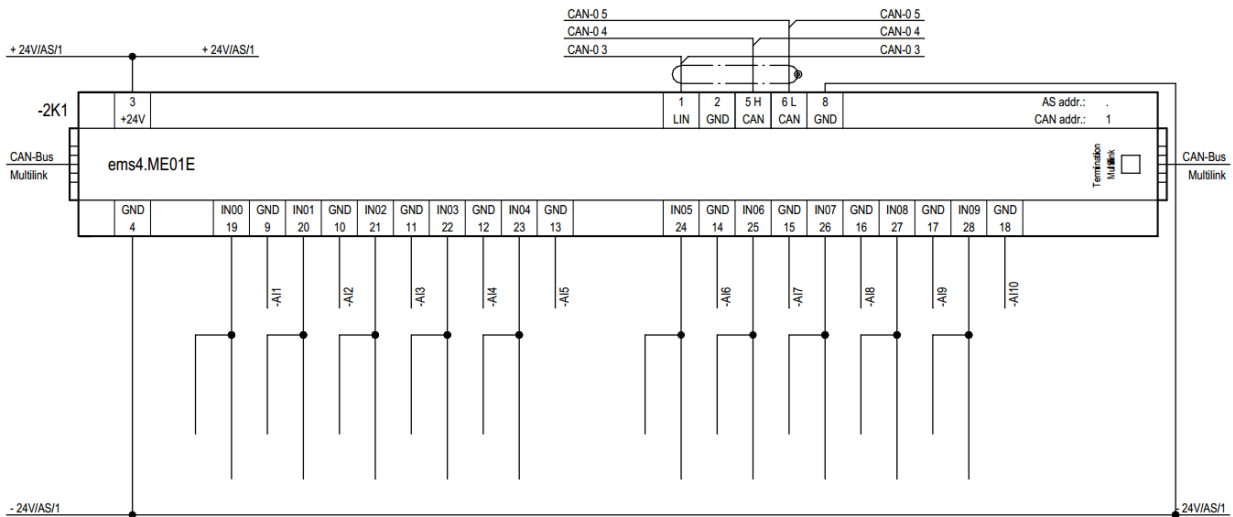 CAN-0 5 CAN-0 5
CAN-0 4 CAN-0 4
+ 24V/AS/1 + 24V/AS/1 CAN-0 3 CAN-0 3
-2K1 3 1 2 5 H 6 L 8 AS addr.: .
+24V LIN GND CAN CAN GND CAN addr.: 1
CAN-Bus ems4.ME01E Termination CAN-Bus
Multilink Multilink Multilink
GND IN00 GND IN01 GND IN02 GND IN03 GND IN04 GND IN05 GND IN06 GND IN07 GND IN08 GND IN09 GND
4 19 9 20 10 21 11 22 12 23 13 24 14 25 15 26 16 27 17 28 18
-AI1 -AI2 -AI3 -AI4 -AI5 -AI6 -AI7 -AI8 -AI9 -AI10
- 24V/AS/1 - 24V/AS/1